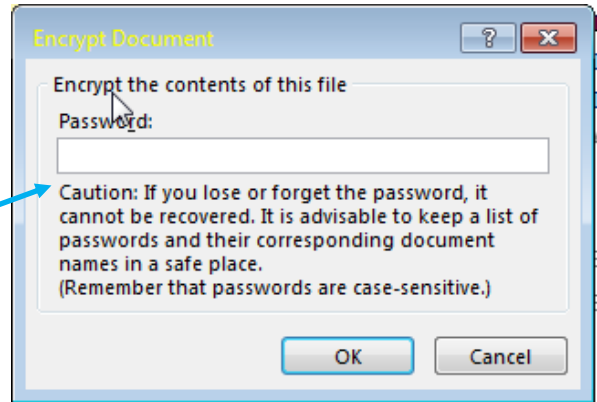 Encrypt Document
?
Encrypt the contents of this file
Password:
Caution: If you lose or forget the password, it
cannot be recovered. It is advisable to keep a list of
passwords and their corresponding document
names in a safe place.
(Remember that passwords are case-sensitive.)
OK Cancel